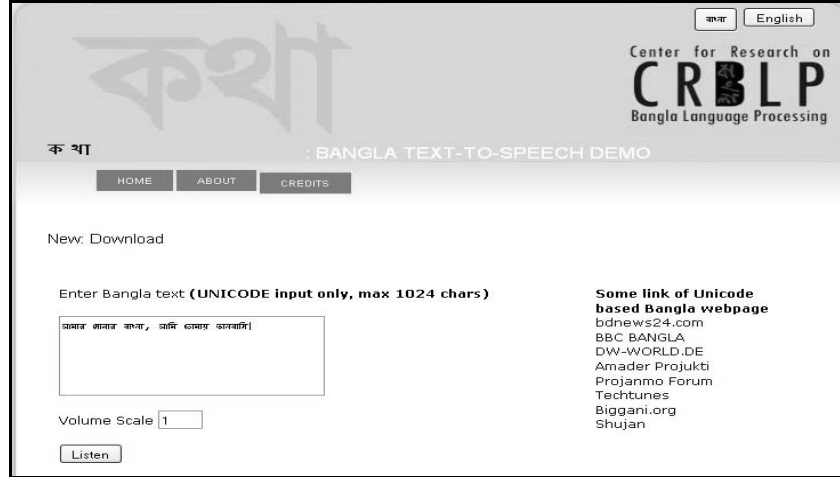 বাংলা English
কথা
Center for Research on
CRBLP
Bangla Language Processing
ক থা : BANGLA TEXT-TO-SPEECH DEMO
HOME ABOUT CREDITS
New: Download
Enter Bangla text (UNICODE input only, max 1024 chars)
আমার সোনার বাংলা, আমি তোমায় ভালবাসি
Volume Scale 1
Listen
Some link of Unicode
based Bangla webpage
bdnews24.com
BBC BANGLA
DW-WORLD.DE
Amader Projukti
Projanmo Forum
Techtunes
Biggani.org
Shujan